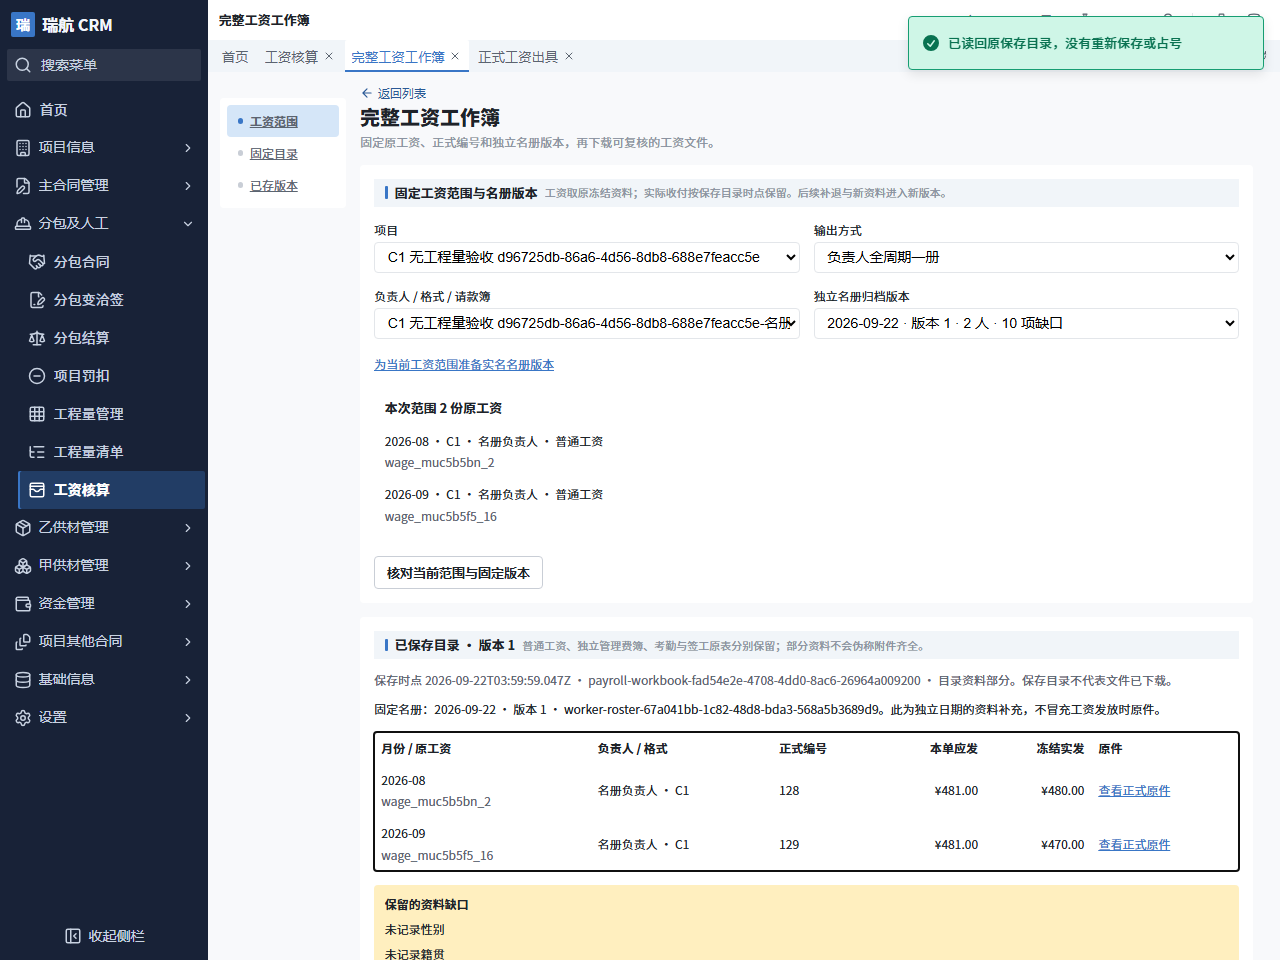 瑞 瑞航 CRM
搜索菜单
首页
项目信息
主合同管理
分包及人工
分包合同
分包变洽签
分包结算
项目罚扣
工程量管理
工程量清单
工资核算
乙供材管理
甲供材管理
资金管理
项目其他合同
基础信息
设置
收起侧栏
完整工资工作簿
首页 工资核算 × 完整工资工作簿 × 正式工资出具 ×
已读回原保存目录，没有重新保存或占号
工资范围
固定目录
已存版本
返回列表
完整工资工作簿
固定原工资、正式编号和独立名册版本，再下载可复核的工资文件。
固定工资范围与名册版本 工资取原冻结资料；实际收付按保存目录时点保留。后续补退与新资料进入新版本。
项目
C1 无工程量验收 d96725db-86a6-4d56-8db8-688e7feacc5e
输出方式
负责人全周期一册
负责人 / 格式 / 请款簿
C1 无工程量验收 d96725db-86a6-4d56-8db8-688e7feacc5e-名册
独立名册归档版本
2026-09-22 · 版本 1 · 2 人 · 10 项缺口
为当前工资范围准备实名名册版本
本次范围 2 份原工资
2026-08 · C1 · 名册负责人 · 普通工资
wage_muc5b5bn_2
2026-09 · C1 · 名册负责人 · 普通工资
wage_muc5b5f5_16
核对当前范围与固定版本
已保存目录 · 版本 1 普通工资、独立管理费簿、考勤与签工原表分别保留；部分资料不会伪称附件齐全。
保存时点 2026-09-22T03:59:59.047Z · payroll-workbook-fad54e2e-4708-4dd0-8ac6-26964a009200 · 目录资料部分。保存目录不代表文件已下载。
固定名册：2026-09-22 · 版本 1 · worker-roster-67a041bb-1c82-48d8-bda3-568a5b3689d9。此为独立日期的资料补充，不冒充工资发放时原件。
月份 / 原工资 负责人 / 格式 正式编号 本单应发 冻结实发 原件
2026-08
wage_muc5b5bn_2 名册负责人 · C1 128 ¥481.00 ¥480.00 查看正式原件
2026-09
wage_muc5b5f5_16 名册负责人 · C1 129 ¥481.00 ¥470.00 查看正式原件
保留的资料缺口
未记录性别
未记录籍贯